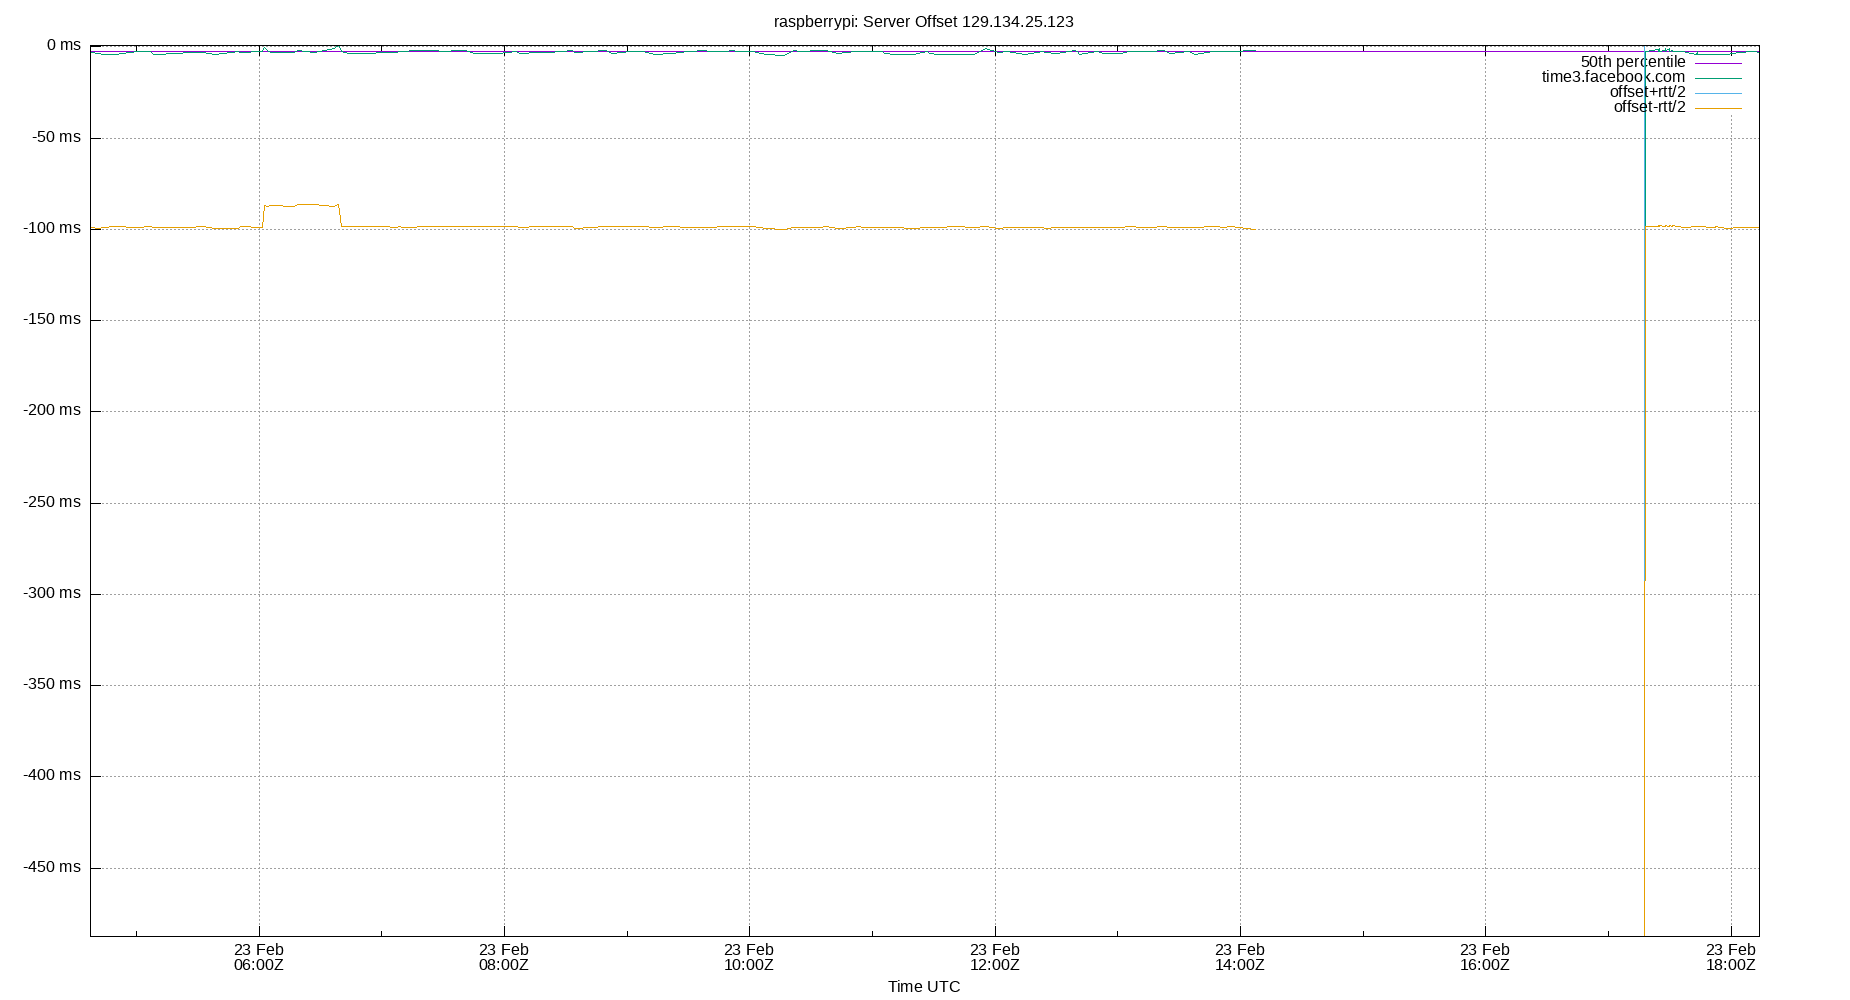 raspberrypi: Server Offset 129.134.25.123
0 ms
-50 ms
-100 ms
-150 ms
-200 ms
-250 ms
-300 ms
-350 ms
-400 ms
-450 ms
50th percentile
time3.facebook.com
offset+rtt/2
offset-rtt/2
23 Feb 23 Feb 23 Feb 23 Feb 23 Feb 23 Feb 23 Feb
06:00Z 08:00Z 10:00Z 12:00Z 14:00Z 16:00Z 18:00Z
Time UTC